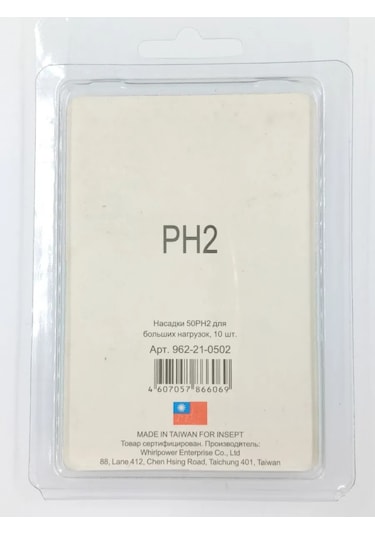 PH2
Насадки 50PH2 для
больших нагрузок, 10 шт.
Арт. 962-21-0502
4 607057 866069
MADE IN TAIWAN FOR INSEPT
Товар сертифицирован. Производитель:
Whirlpower Enterprise Co., Ltd
88, Lane 412, Chen Hsing Road, Taichung 401, Taiwan